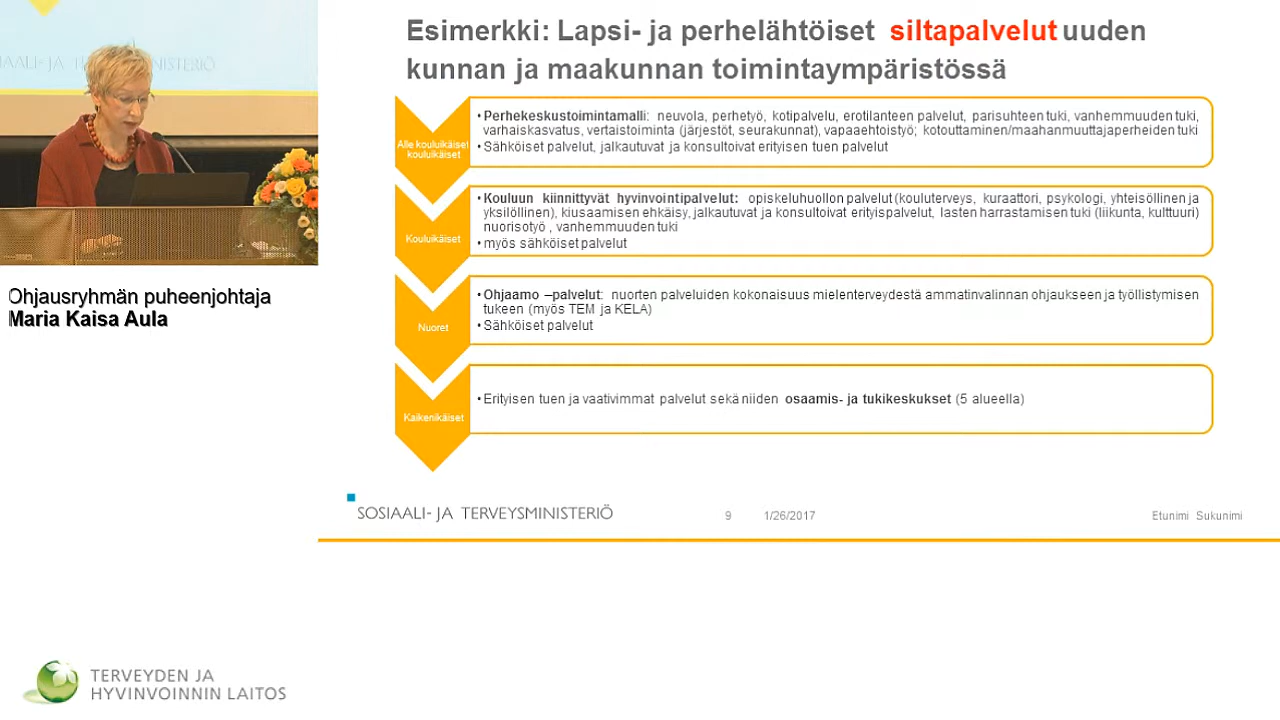 Esimerkki: Lapsi- ja perhelähtöiset siltapalvelut uuden
kunnan ja maakunnan toimintaympäristössä
Alle kouluikäiset
kouluikäiset
•Perhekeskustoimintamalli: neuvola, perhetyö, kotipalvelu, erotilanteen palvelut, parisuhteen tuki, vanhemmuuden tuki,
varhaiskasvatus, vertaistoiminta (järjestöt, seurakunnat), vapaaehtoistyö; kotouttaminen/maahanmuuttajaperheiden tuki
•Sähköiset palvelut, jalkautuvat ja konsultoivat erityisen tuen palvelut
Kouluikäiset
•Kouluun kiinnittyvät hyvinvointipalvelut: opiskeluhuollon palvelut (kouluterveys, kuraattori, psykologi, yhteisöllinen ja
yksilöllinen), kiusaamisen ehkäisy, jalkautuvat ja konsultoivat erityispalvelut, lasten harrastamisen tuki (liikunta, kulttuuri)
nuorisotyö , vanhemmuuden tuki
•myös sähköiset palvelut
Nuoret
•Ohjaamo –palvelut: nuorten palveluiden kokonaisuus mielenterveydestä ammatinvalinnan ohjaukseen ja työllistymisen
tukeen (myös TEM ja KELA)
•Sähköiset palvelut
Kaikenikäiset
•Erityisen tuen ja vaativimmat palvelut sekä niiden osaamis- ja tukikeskukset (5 alueella)
SOSIAALI- JA TERVEYSMINISTERIÖ
9
1/26/2017
Etunimi Sukunimi
Ohjausryhmän puheenjohtaja
Maria Kaisa Aula
TERVEYDEN JA
HYVINVOINNIN LAITOS